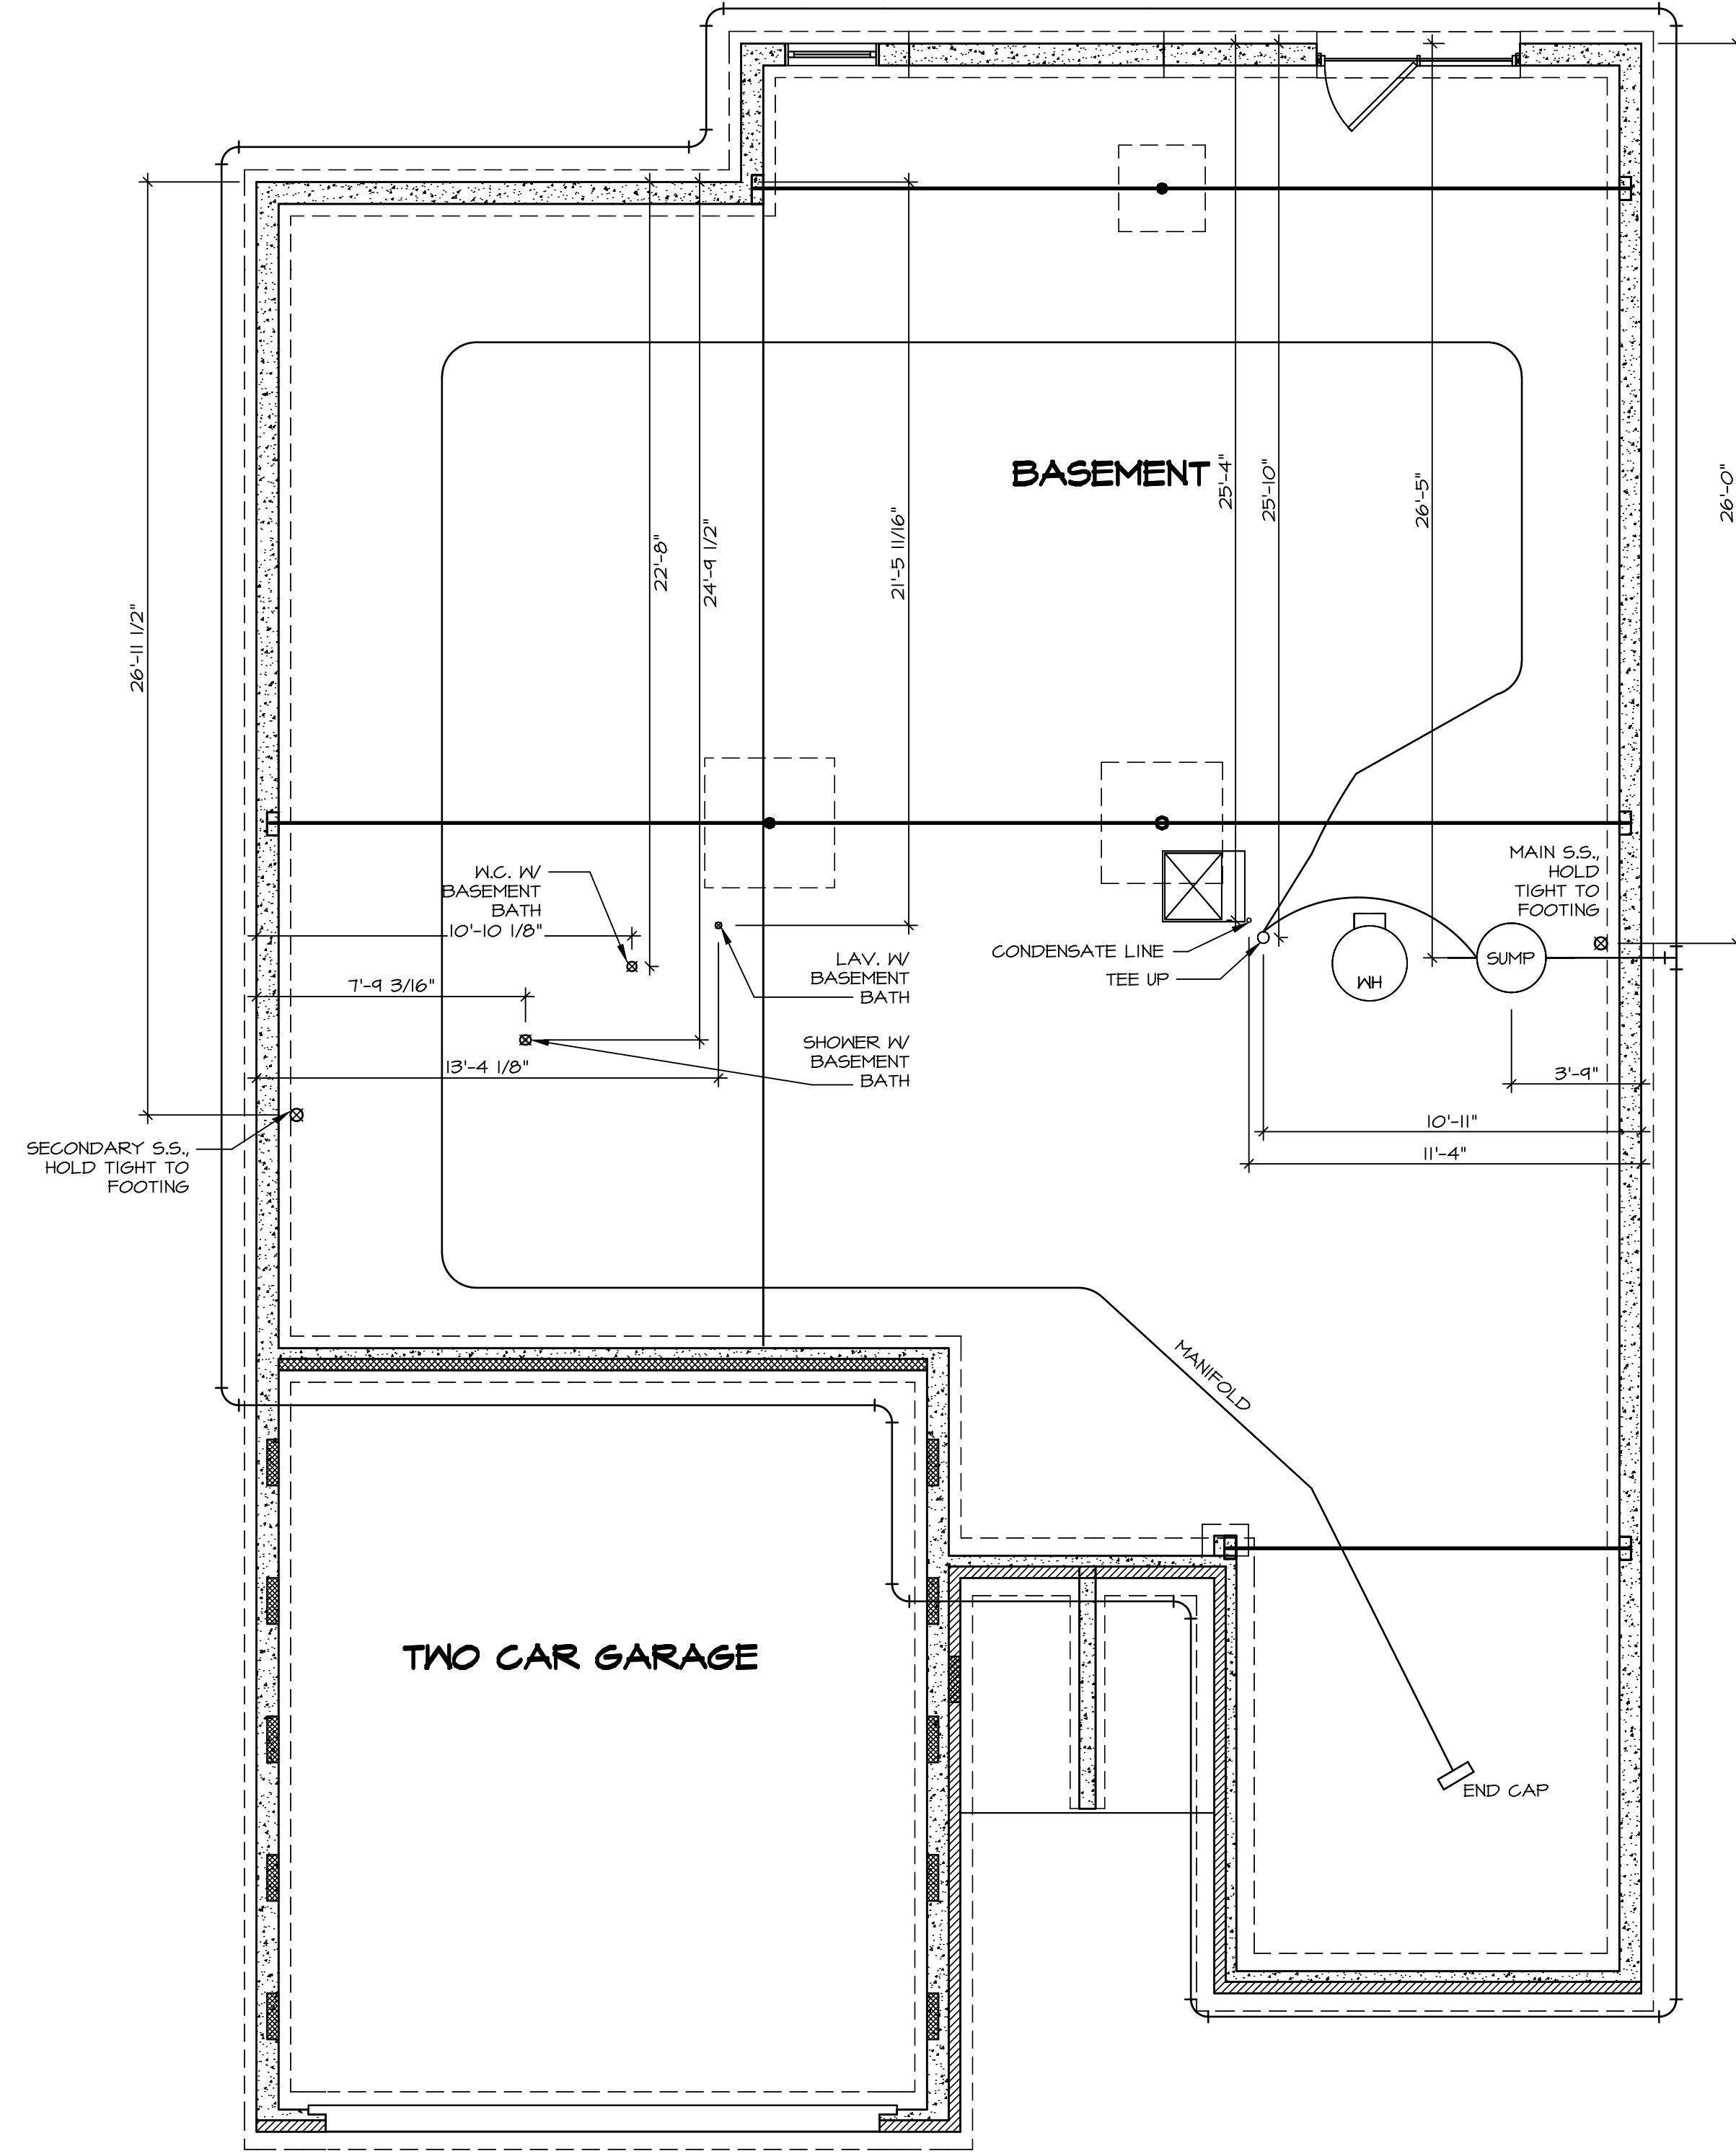 BASEMENT
25'-4"
25'-10"
26'-5"
26'-0"
22'-8"
24'-9 1/2"
21'-5 11/16"
26'-11 1/2"
W.C. W/
BASEMENT
BATH
10'-10 1/8"
7'-9 3/16"
13'-4 1/8"
LAV. W/
BASEMENT
BATH
SHOWER W/
BASEMENT
BATH
CONDENSATE LINE
TEE UP
WH
SUMP
MAIN S.S.,
HOLD
TIGHT TO
FOOTING
3'-9"
10'-11"
11'-4"
SECONDARY S.S.,
HOLD TIGHT TO
FOOTING
MANIFOLD
TWO CAR GARAGE
END CAP